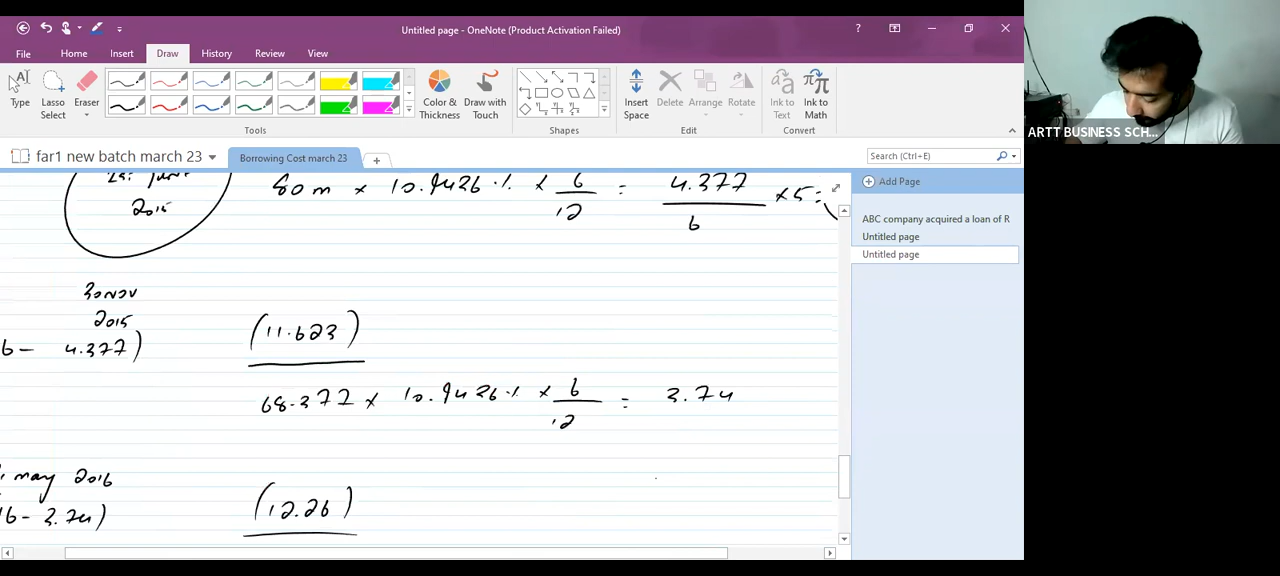 Untitled page - OneNote (Product Activation Failed)
?
File Home Insert Draw History Review View
Type
Lasso Select
Eraser
Color & Thickness
Draw with Touch
Insert Space
Delete
Arrange
Rotate
Ink to Text
Ink to Math
Tools
Shapes
Edit
Convert
far1 new batch march 23
Borrowing Cost march 23
Search (Ctrl+E)
Add Page
ABC company acquired a loan of R
Untitled page
Untitled page
ARTT BUSINESS SCH...
2015
80 m × 10.9426 % × 6/12 = 4.377/6 × 5 =
30 nov
2015
6 - 4.377)
(11.623)
68.377 × 10.9426 % × 6/12 = 3.74
may 2016
16 - 3.74)
(12.26)